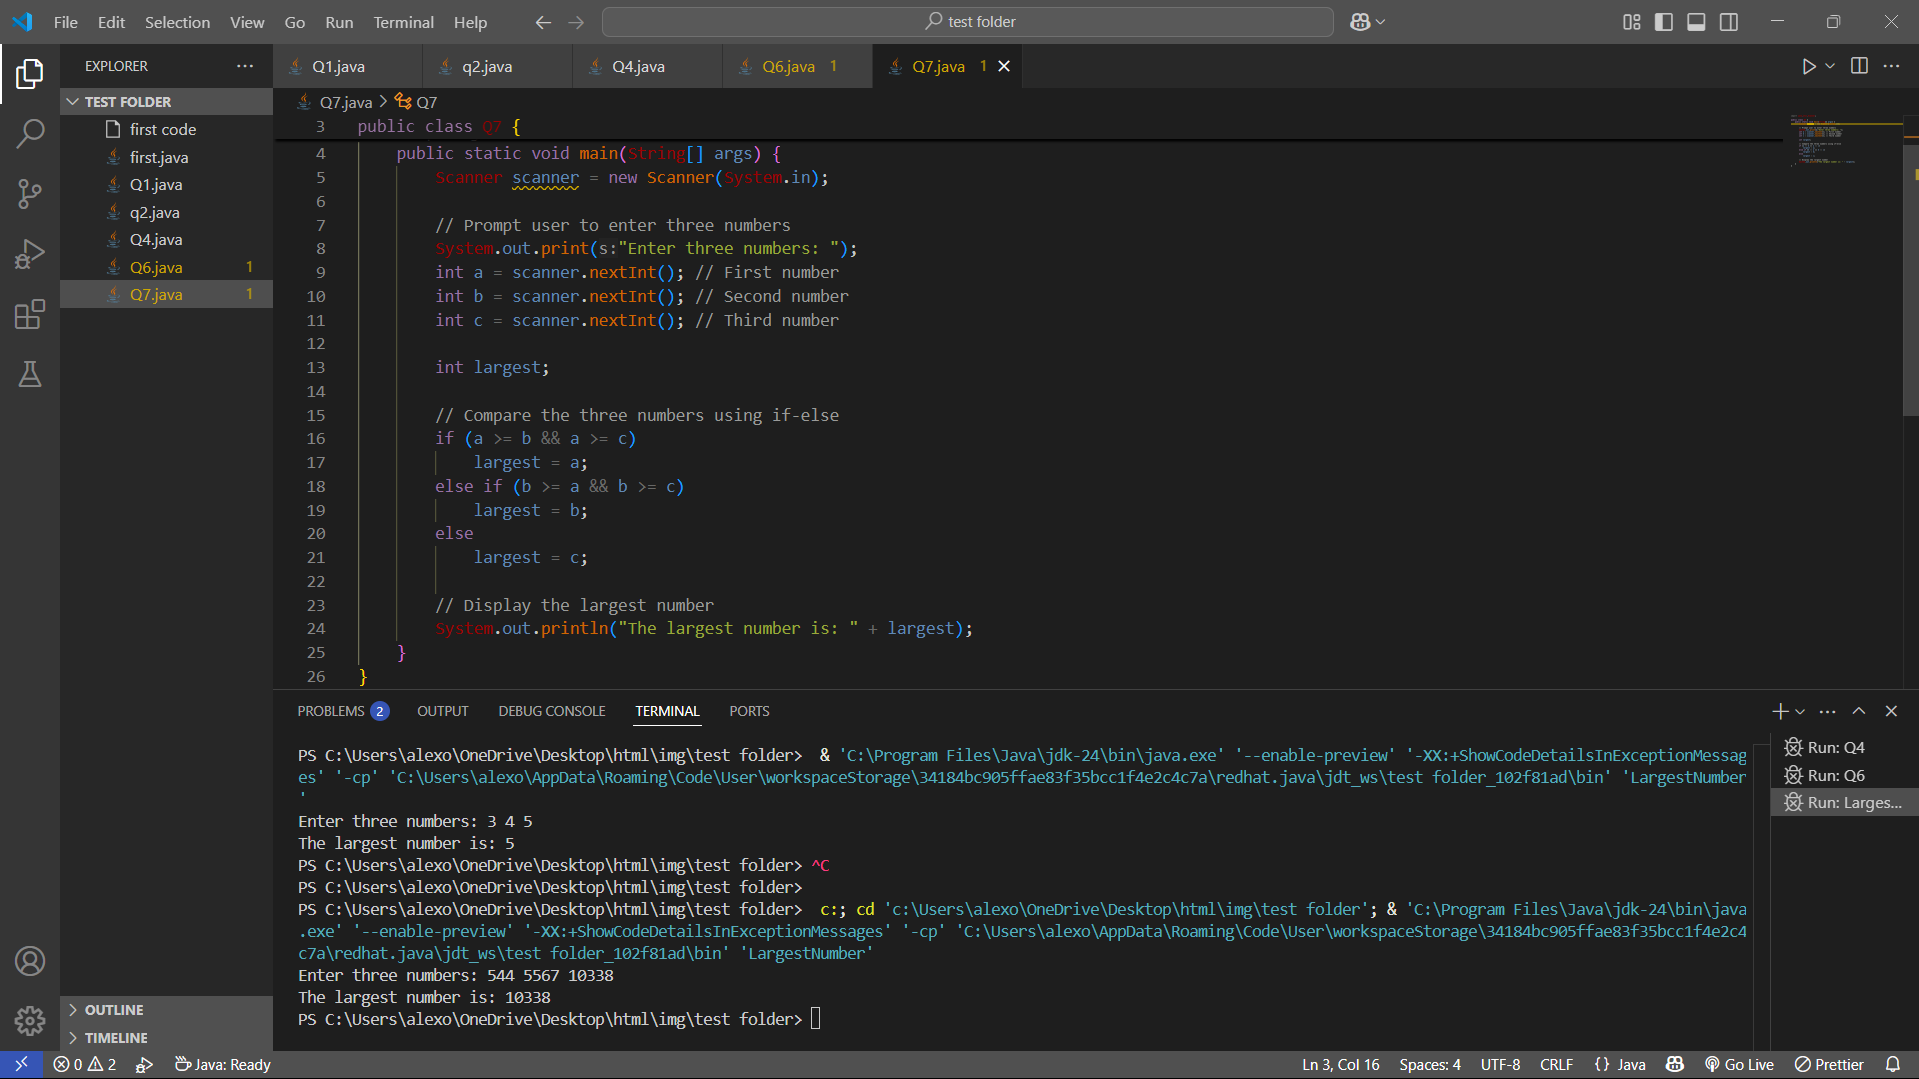 File Edit Selection View Go Run Terminal Help
test folder
EXPLORER
TEST FOLDER
first code
first.java
Q1.java
q2.java
Q4.java
Q6.java 1
Q7.java 1
OUTLINE
TIMELINE
Q1.java q2.java Q4.java Q6.java 1 Q7.java 1
Q7.java Q7
3 public class Q7 {
4 public static void main(String[] args) {
5 Scanner scanner = new Scanner(System.in);
6
7 // Prompt user to enter three numbers
8 System.out.print(s:"Enter three numbers: ");
9 int a = scanner.nextInt(); // First number
10 int b = scanner.nextInt(); // Second number
11 int c = scanner.nextInt(); // Third number
12
13 int largest;
14
15 // Compare the three numbers using if-else
16 if (a >= b && a >= c)
17 largest = a;
18 else if (b >= a && b >= c)
19 largest = b;
20 else
21 largest = c;
22
23 // Display the largest number
24 System.out.println("The largest number is: " + largest);
25 }
26 }
PROBLEMS 2 OUTPUT DEBUG CONSOLE TERMINAL PORTS
PS C:\Users\alexo\OneDrive\Desktop\html\img\test folder>  & 'C:\Program Files\Java\jdk-24\bin\java.exe' '--enable-preview' '-XX:+ShowCodeDetailsInExceptionMessag
es' '-cp' 'C:\Users\alexo\AppData\Roaming\Code\User\workspaceStorage\34184bc905ffae83f35bcc1f4e2c4c7a\redhat.java\jdt_ws\test folder_102f81ad\bin' 'LargestNumber
'
Enter three numbers: 3 4 5
The largest number is: 5
PS C:\Users\alexo\OneDrive\Desktop\html\img\test folder> ^C
PS C:\Users\alexo\OneDrive\Desktop\html\img\test folder>
PS C:\Users\alexo\OneDrive\Desktop\html\img\test folder>  c:; cd 'c:\Users\alexo\OneDrive\Desktop\html\img\test folder'; & 'C:\Program Files\Java\jdk-24\bin\java
.exe' '--enable-preview' '-XX:+ShowCodeDetailsInExceptionMessages' '-cp' 'C:\Users\alexo\AppData\Roaming\Code\User\workspaceStorage\34184bc905ffae83f35bcc1f4e2c4
c7a\redhat.java\jdt_ws\test folder_102f81ad\bin' 'LargestNumber'
Enter three numbers: 544 5567 10338
The largest number is: 10338
PS C:\Users\alexo\OneDrive\Desktop\html\img\test folder>
Run: Q4
Run: Q6
Run: Larges...
0 2 Java: Ready Ln 3, Col 16 Spaces: 4 UTF-8 CRLF {} Java Go Live Prettier